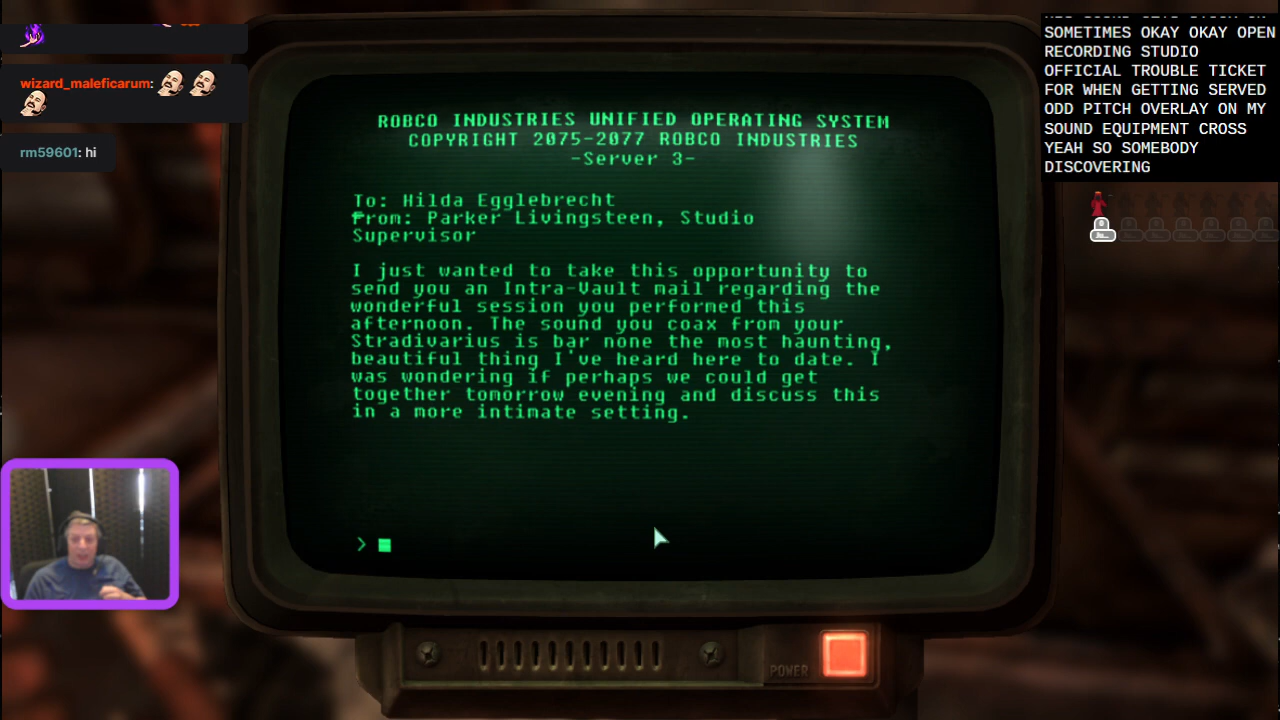 wizard_maleficarum:
rm59601: hi
ROBCO INDUSTRIES UNIFIED OPERATING SYSTEM
COPYRIGHT 2075-2077 ROBCO INDUSTRIES
-Server 3-
To: Hilda Egglebrecht
From: Parker Livingsteen, Studio
Supervisor
I just wanted to take this opportunity to
send you an Intra-Vault mail regarding the
wonderful session you performed this
afternoon. The sound you coax from your
Stradivarius is bar none the most haunting,
beautiful thing I've heard here to date. I
was wondering if perhaps we could get
together tomorrow evening and discuss this
in a more intimate setting.
>
POWER
SOMETIMES OKAY OKAY OPEN
RECORDING STUDIO
OFFICIAL TROUBLE TICKET
FOR WHEN GETTING SERVED
ODD PITCH OVERLAY ON MY
SOUND EQUIPMENT CROSS
YEAH SO SOMEBODY
DISCOVERING